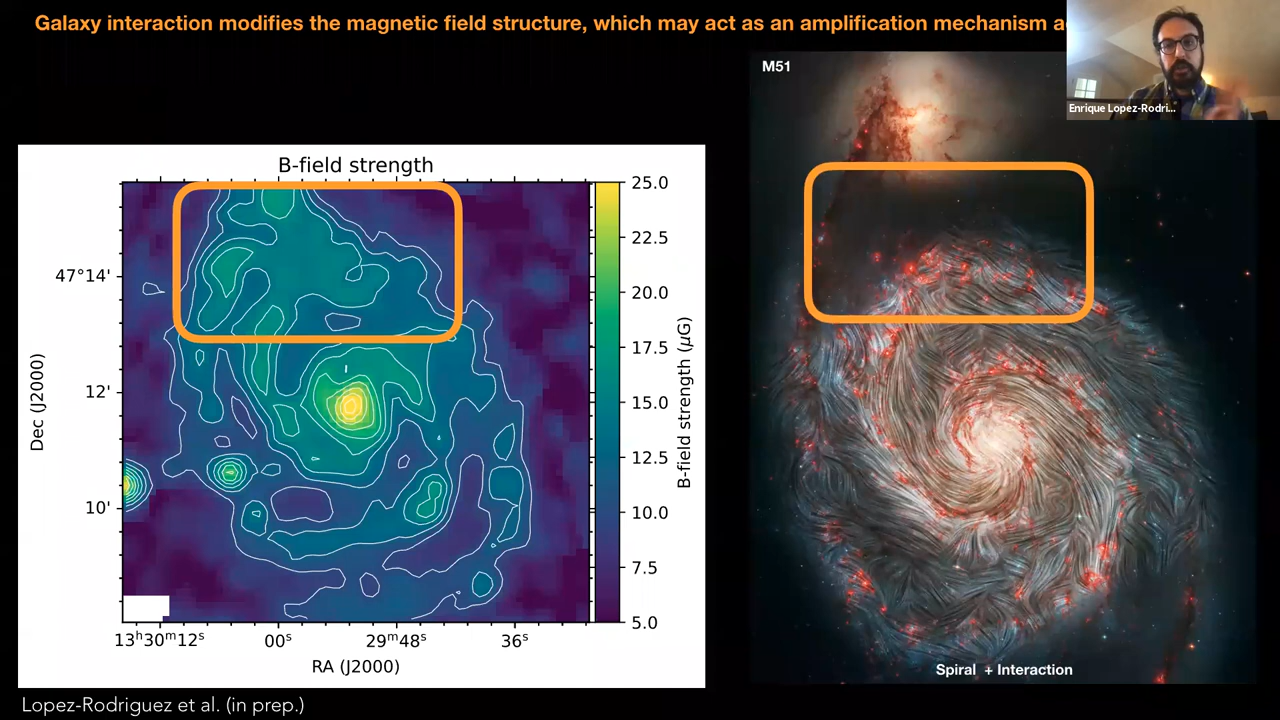 Galaxy interaction modifies the magnetic field structure, which may act as an amplification mechanism
M51
Enrique Lopez-Rodri...
B-field strength
25.0
22.5
20.0
17.5
15.0
12.5
10.0
7.5
5.0
B-field strength (μG)
47°14'
12'
10'
Dec (J2000)
13ʰ30ᵐ12ˢ 00ˢ 29ᵐ48ˢ 36ˢ
RA (J2000)
Spiral + Interaction
Lopez-Rodriguez et al. (in prep.)